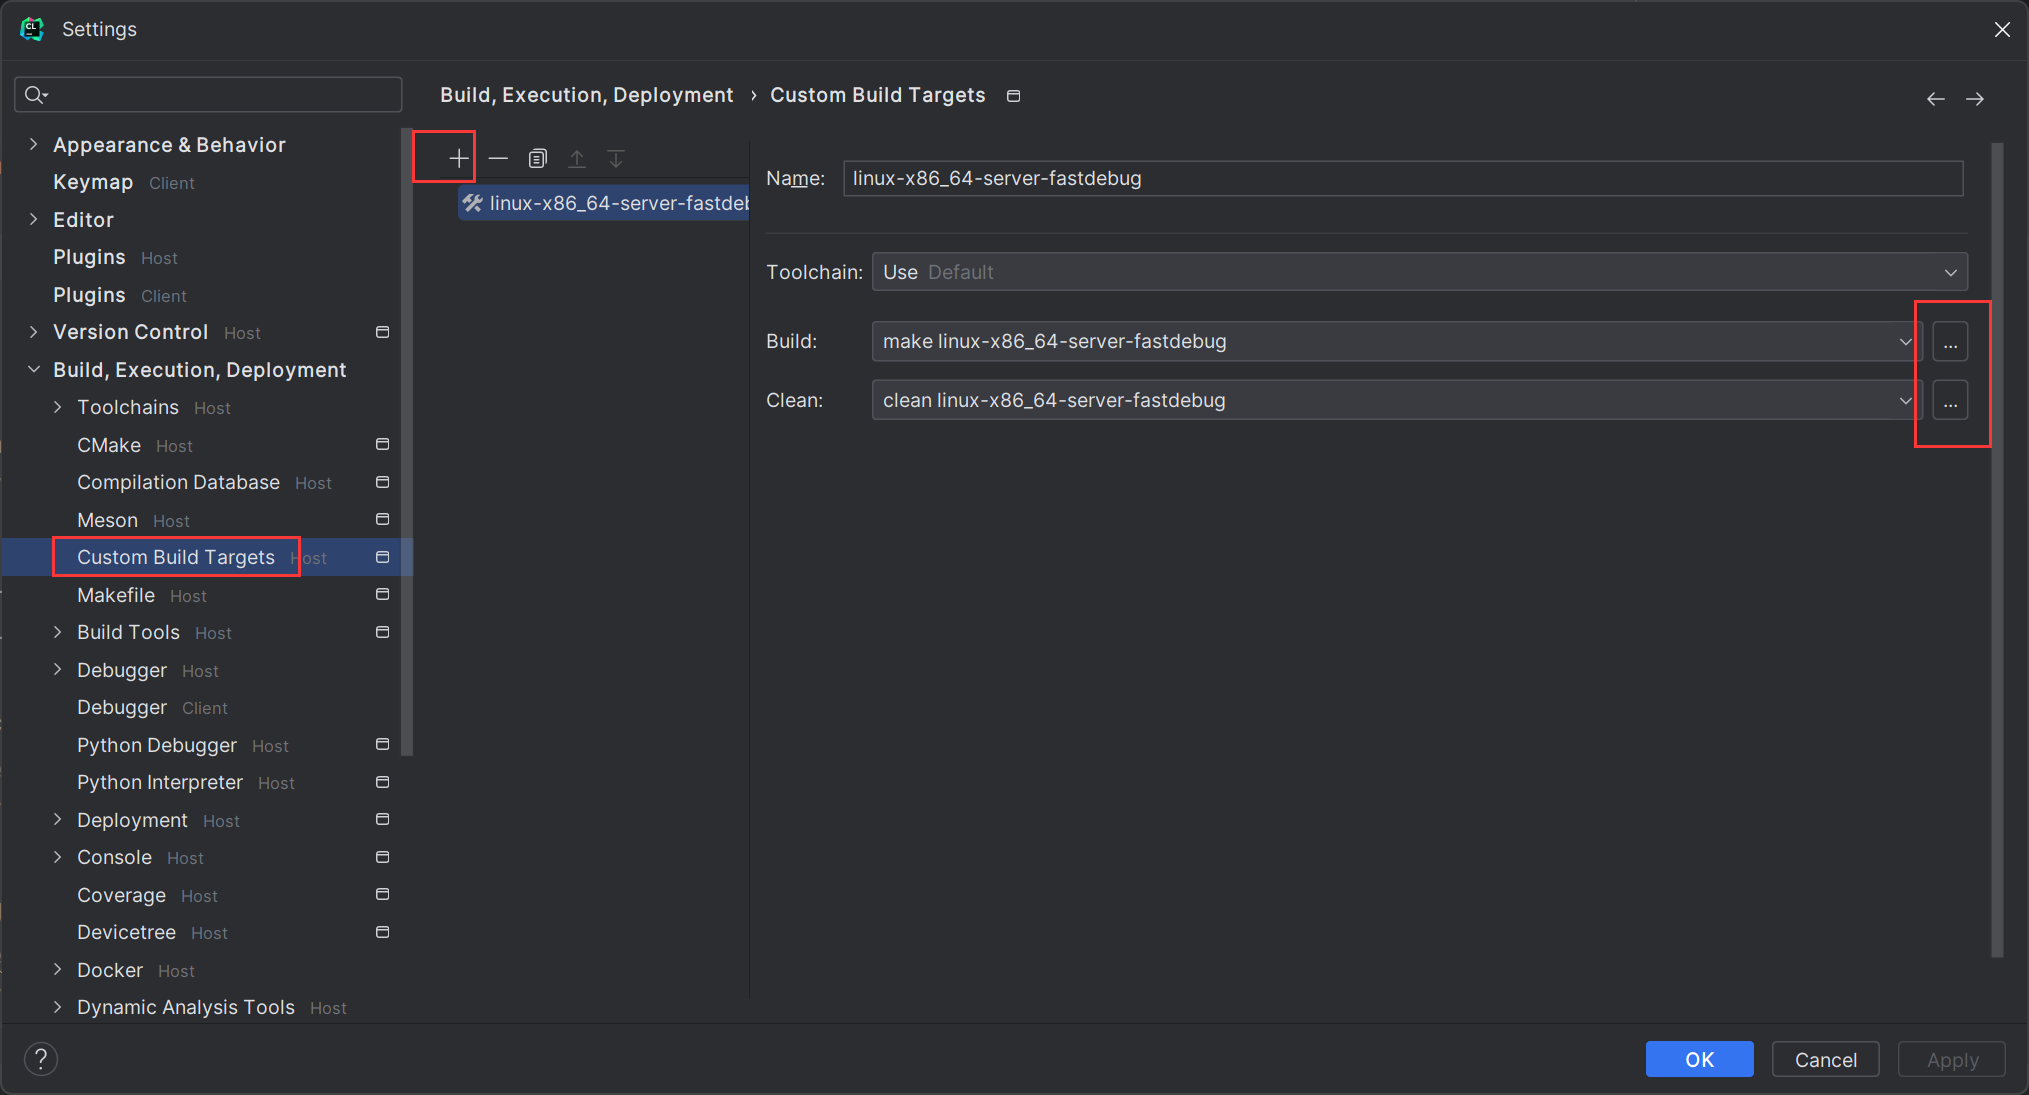 CL
Settings
Build, Execution, Deployment › Custom Build Targets
Appearance & Behavior
Keymap Client
Editor
Plugins Host
Plugins Client
Version Control Host
Build, Execution, Deployment
Toolchains Host
CMake Host
Compilation Database Host
Meson Host
Custom Build Targets Host
Makefile Host
Build Tools Host
Debugger Host
Debugger Client
Python Debugger Host
Python Interpreter Host
Deployment Host
Console Host
Coverage Host
Devicetree Host
Docker Host
Dynamic Analysis Tools Host
linux-x86_64-server-fastdeb
Name: linux-x86_64-server-fastdebug
Toolchain: Use Default
Build: make linux-x86_64-server-fastdebug ...
Clean: clean linux-x86_64-server-fastdebug ...
?
OK
Cancel
Apply